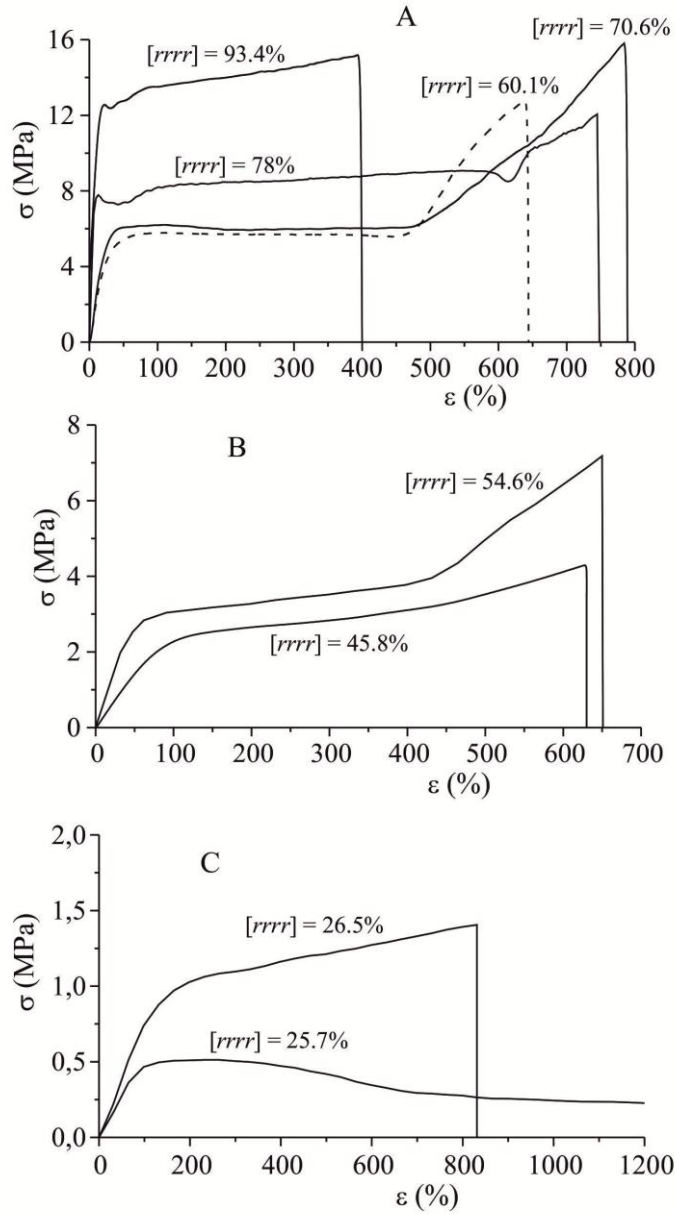 A
[rrrr] = 70.6%
16
[rrrr] = 93.4%
[rrrr] = 60.1%
12
[rrrr] = 78%
8
4
0
σ (MPa)
0 100 200 300 400 500 600 700 800
ε (%)
B
8
[rrrr] = 54.6%
6
4
[rrrr] = 45.8%
2
0
σ (MPa)
0 100 200 300 400 500 600 700
ε (%)
C
2,0
[rrrr] = 26.5%
1,5
1,0
[rrrr] = 25.7%
0,5
0,0
σ (MPa)
0 200 400 600 800 1000 1200
ε (%)